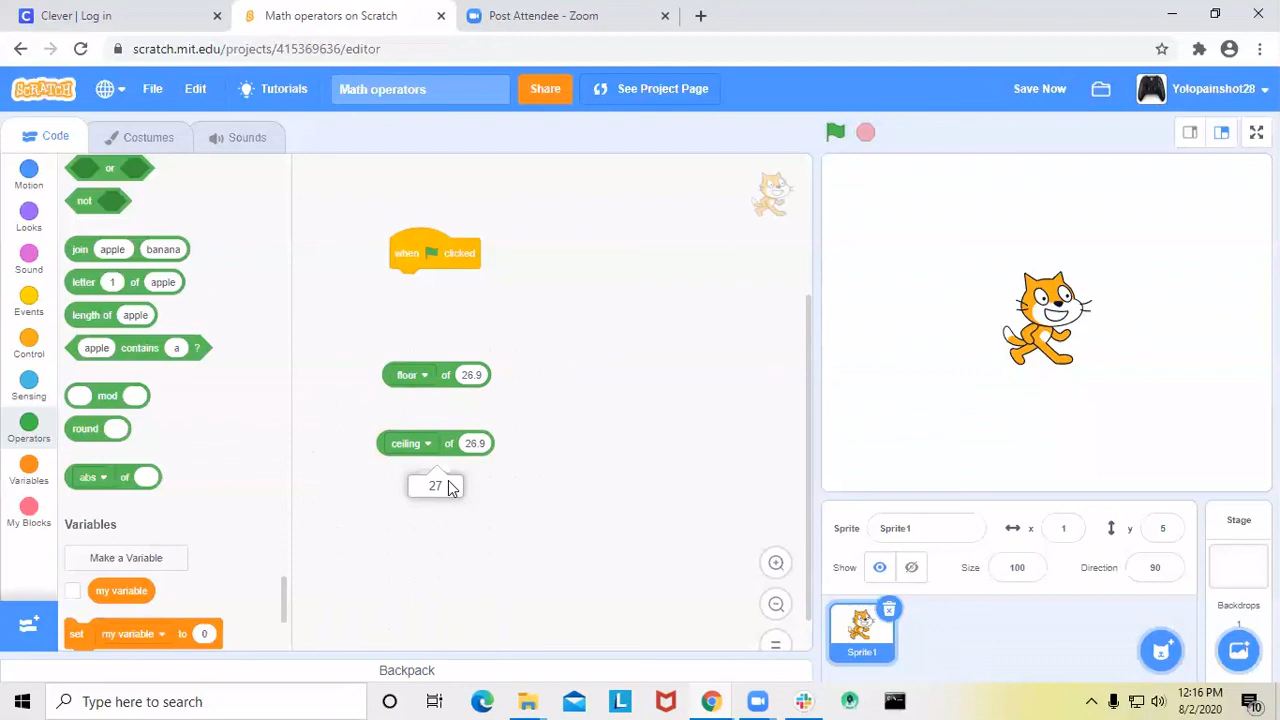 Clever | Log in
Math operators on Scratch
Post Attendee - Zoom
scratch.mit.edu/projects/415369636/editor
SCRATCH
File
Edit
Tutorials
Math operators
Share
See Project Page
Save Now
Yolopainshot28
Code
Costumes
Sounds
Motion
Looks
Sound
Events
Control
Sensing
Operators
Variables
My Blocks
or
not
join apple banana
letter 1 of apple
length of apple
apple contains a ?
mod
round
abs of
Variables
Make a Variable
my variable
set my variable to 0
when clicked
floor of 26.9
ceiling of 26.9
27
Sprite Sprite1 x 1 y 5
Show Size 100 Direction 90
Sprite1
Stage
Backdrops
1
Backpack
Type here to search
L
12:16 PM
8/2/2020
10